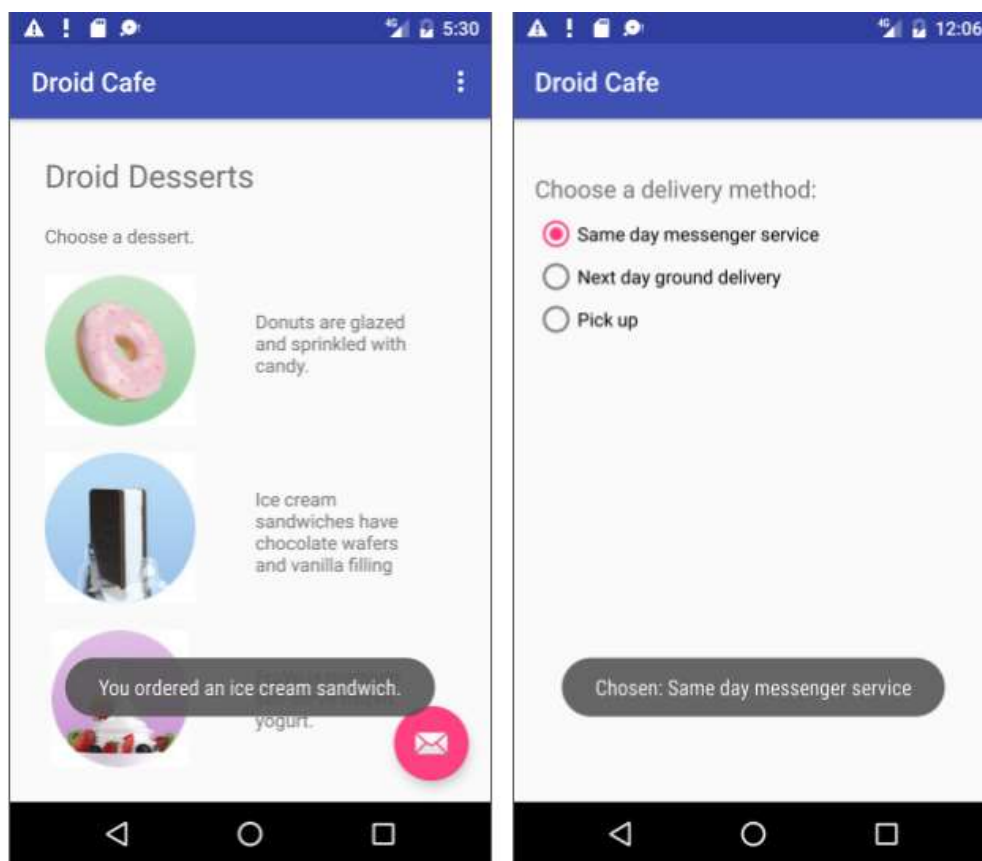 4G 5:30
Droid Cafe
Droid Desserts
Choose a dessert.
Donuts are glazed
and sprinkled with
candy.
Ice cream
sandwiches have
chocolate wafers
and vanilla filling
You ordered an ice cream sandwich.
yogurt.
4G 12:06
Droid Cafe
Choose a delivery method:
Same day messenger service
Next day ground delivery
Pick up
Chosen: Same day messenger service